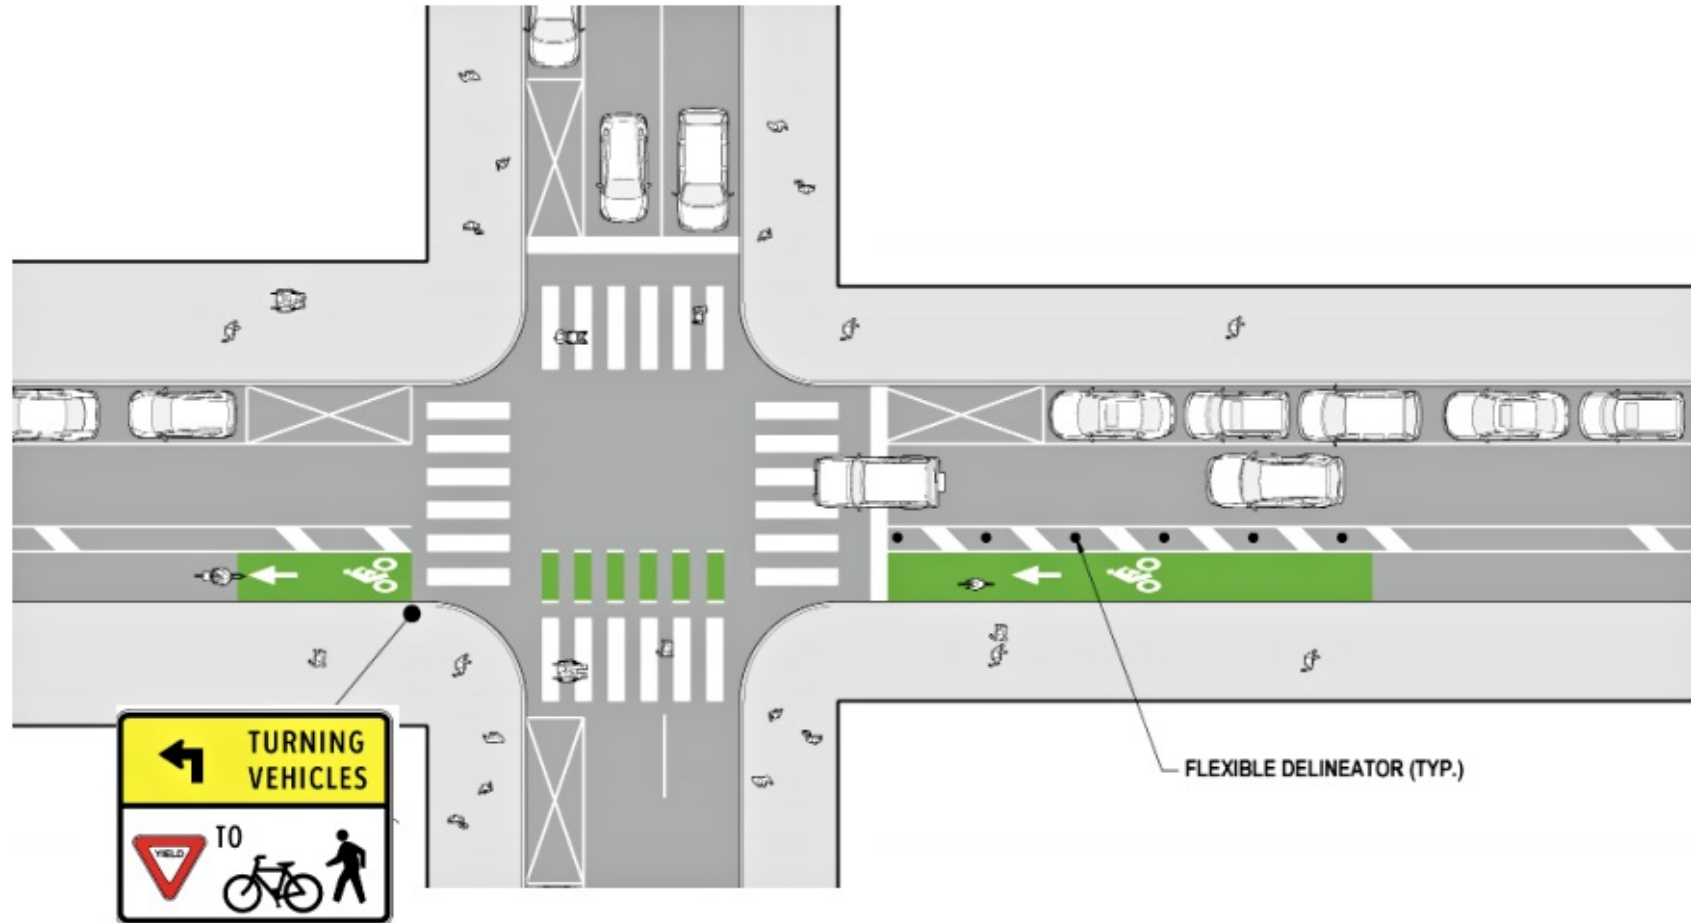 FLEXIBLE DELINEATOR (TYP.)
TURNING
VEHICLES
YIELD
TO